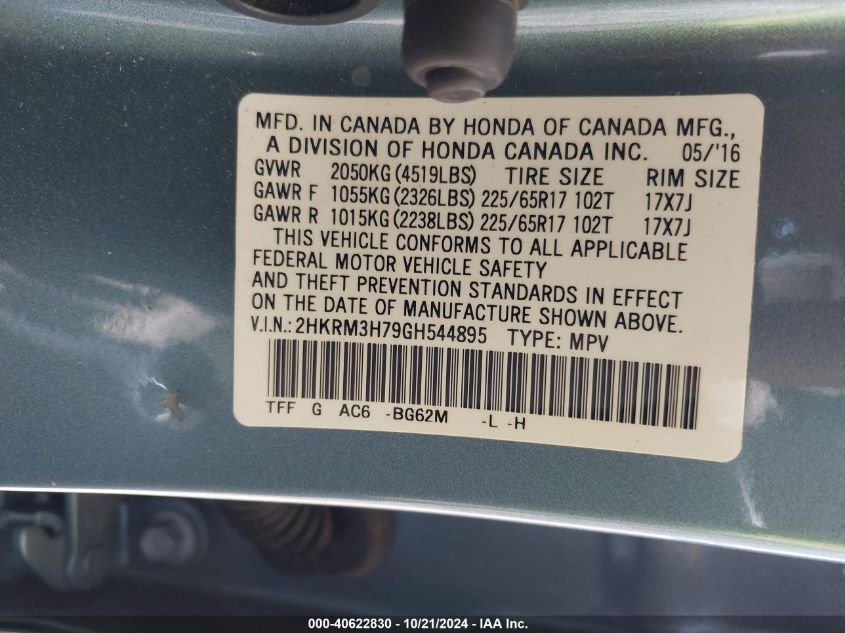 MFD. IN CANADA BY HONDA OF CANADA MFG.,
A DIVISION OF HONDA CANADA INC. 05/'16
GVWR 2050KG(4519LBS) TIRE SIZE RIM SIZE
GAWR F 1055KG(2326LBS) 225/65R17 102T 17X7J
GAWR R 1015KG(2238LBS) 225/65R17 102T 17X7J
THIS VEHICLE CONFORMS TO ALL APPLICABLE
FEDERAL MOTOR VEHICLE SAFETY
AND THEFT PREVENTION STANDARDS IN EFFECT
ON THE DATE OF MANUFACTURE SHOWN ABOVE.
V.I.N.:2HKRM3H79GH544895 TYPE: MPV
TFF G AC6 -BG62M -L -H
000-40622830 - 10/21/2024 - IAA Inc.